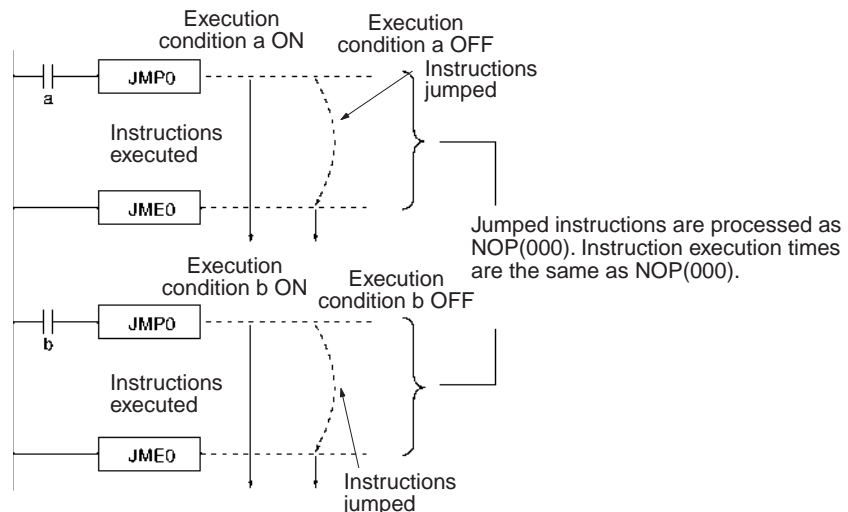 Execution
condition a ON
Execution
condition a OFF
Instructions
jumped
JMP0
a
Instructions
executed
JME0
Jumped instructions are processed as
NOP(000). Instruction execution times
are the same as NOP(000).
Execution
condition b ON
Execution
condition b OFF
JMP0
b
Instructions
executed
JME0
Instructions
jumped